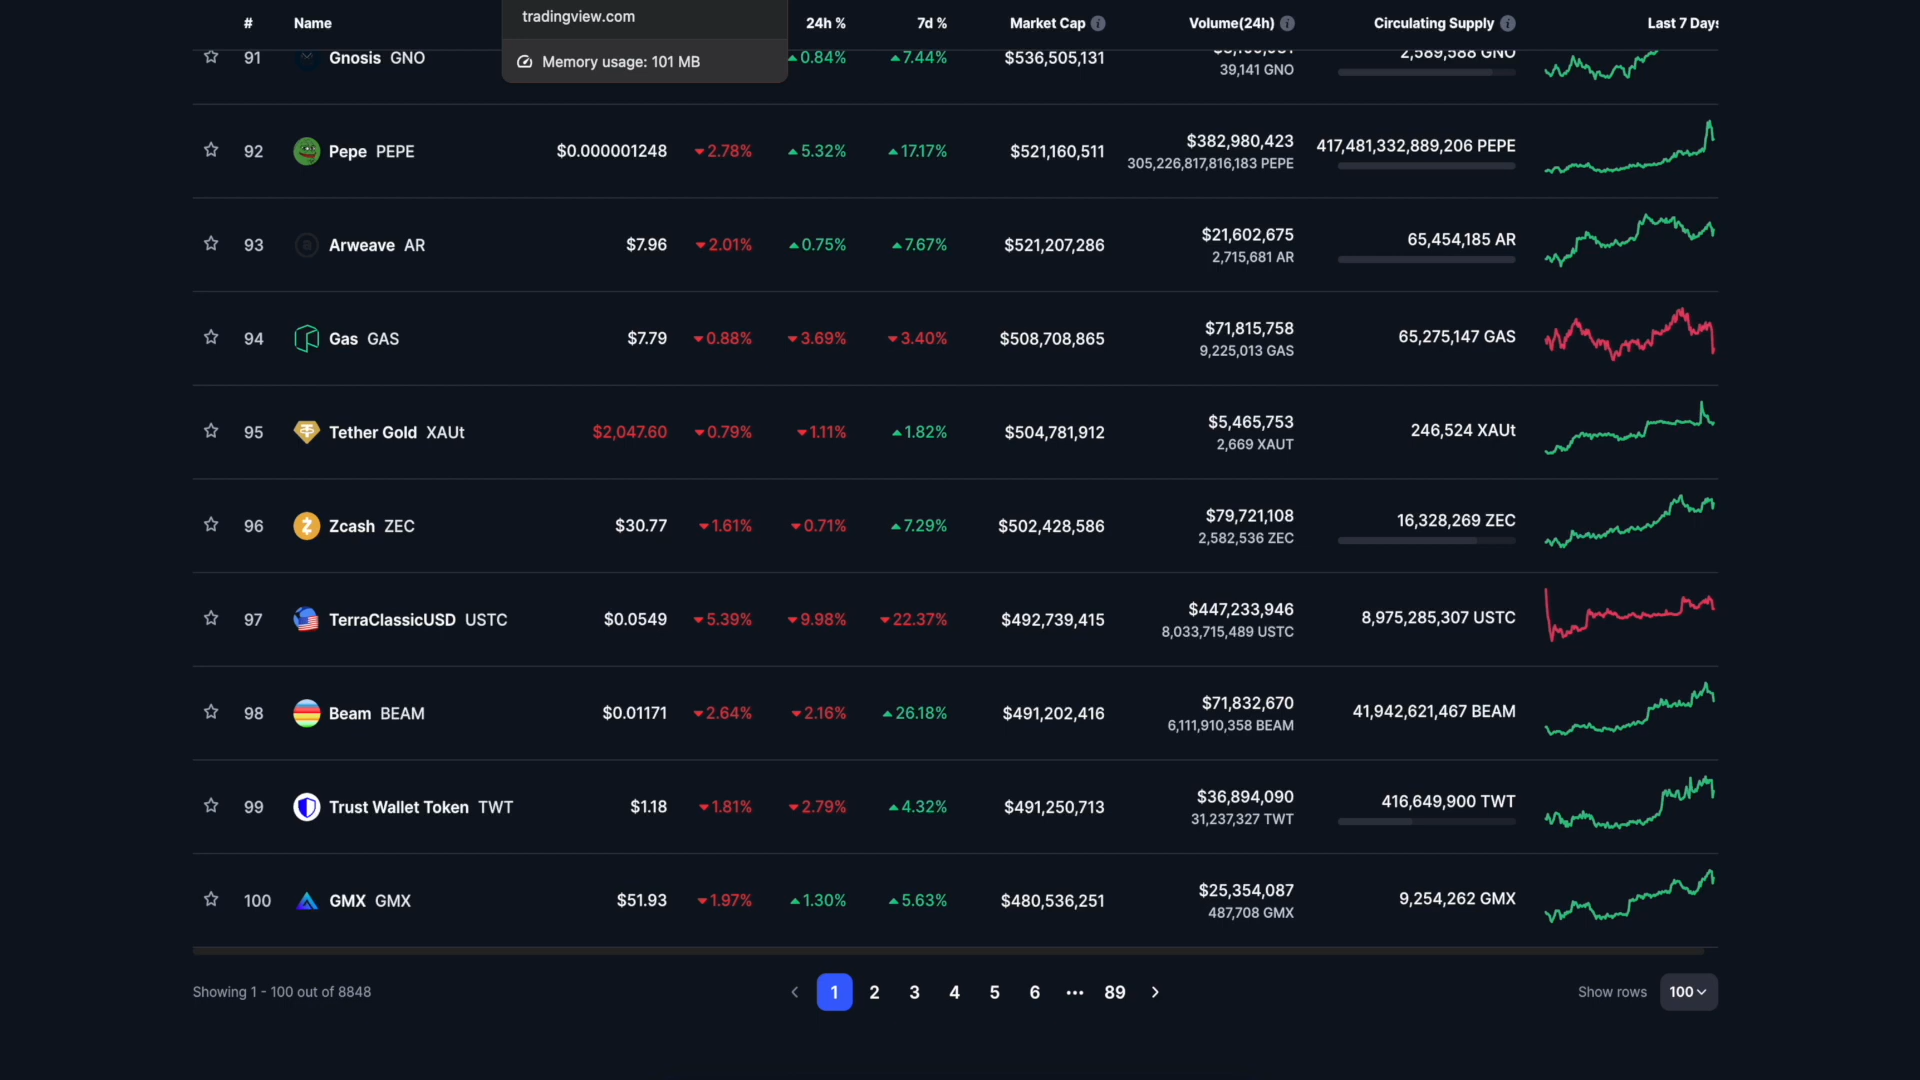 # Name 24h % 7d % Market Cap Volume(24h) Circulating Supply Last 7 Days
tradingview.com
Memory usage: 101 MB
91 Gnosis GNO 0.84% 7.44% $536,505,131 2,589,588 GNO
39,141 GNO
92 Pepe PEPE $0.000001248 2.78% 5.32% 17.17% $521,160,511 $382,980,423 417,481,332,889,206 PEPE
305,226,817,816,183 PEPE
93 Arweave AR $7.96 2.01% 0.75% 7.67% $521,207,286 $21,602,675 65,454,185 AR
2,715,681 AR
94 Gas GAS $7.79 0.88% 3.69% 3.40% $508,708,865 $71,815,758 65,275,147 GAS
9,225,013 GAS
95 Tether Gold XAUt $2,047.60 0.79% 1.11% 1.82% $504,781,912 $5,465,753 246,524 XAUt
2,669 XAUT
96 Zcash ZEC $30.77 1.61% 0.71% 7.29% $502,428,586 $79,721,108 16,328,269 ZEC
2,582,536 ZEC
97 TerraClassicUSD USTC $0.0549 5.39% 9.98% 22.37% $492,739,415 $447,233,946 8,975,285,307 USTC
8,033,715,489 USTC
98 Beam BEAM $0.01171 2.64% 2.16% 26.18% $491,202,416 $71,832,670 41,942,621,467 BEAM
6,111,910,358 BEAM
99 Trust Wallet Token TWT $1.18 1.81% 2.79% 4.32% $491,250,713 $36,894,090 416,649,900 TWT
31,237,327 TWT
100 GMX GMX $51.93 1.97% 1.30% 5.63% $480,536,251 $25,354,087 9,254,262 GMX
487,708 GMX
Showing 1 - 100 out of 8848 1 2 3 4 5 6 ••• 89 Show rows 100